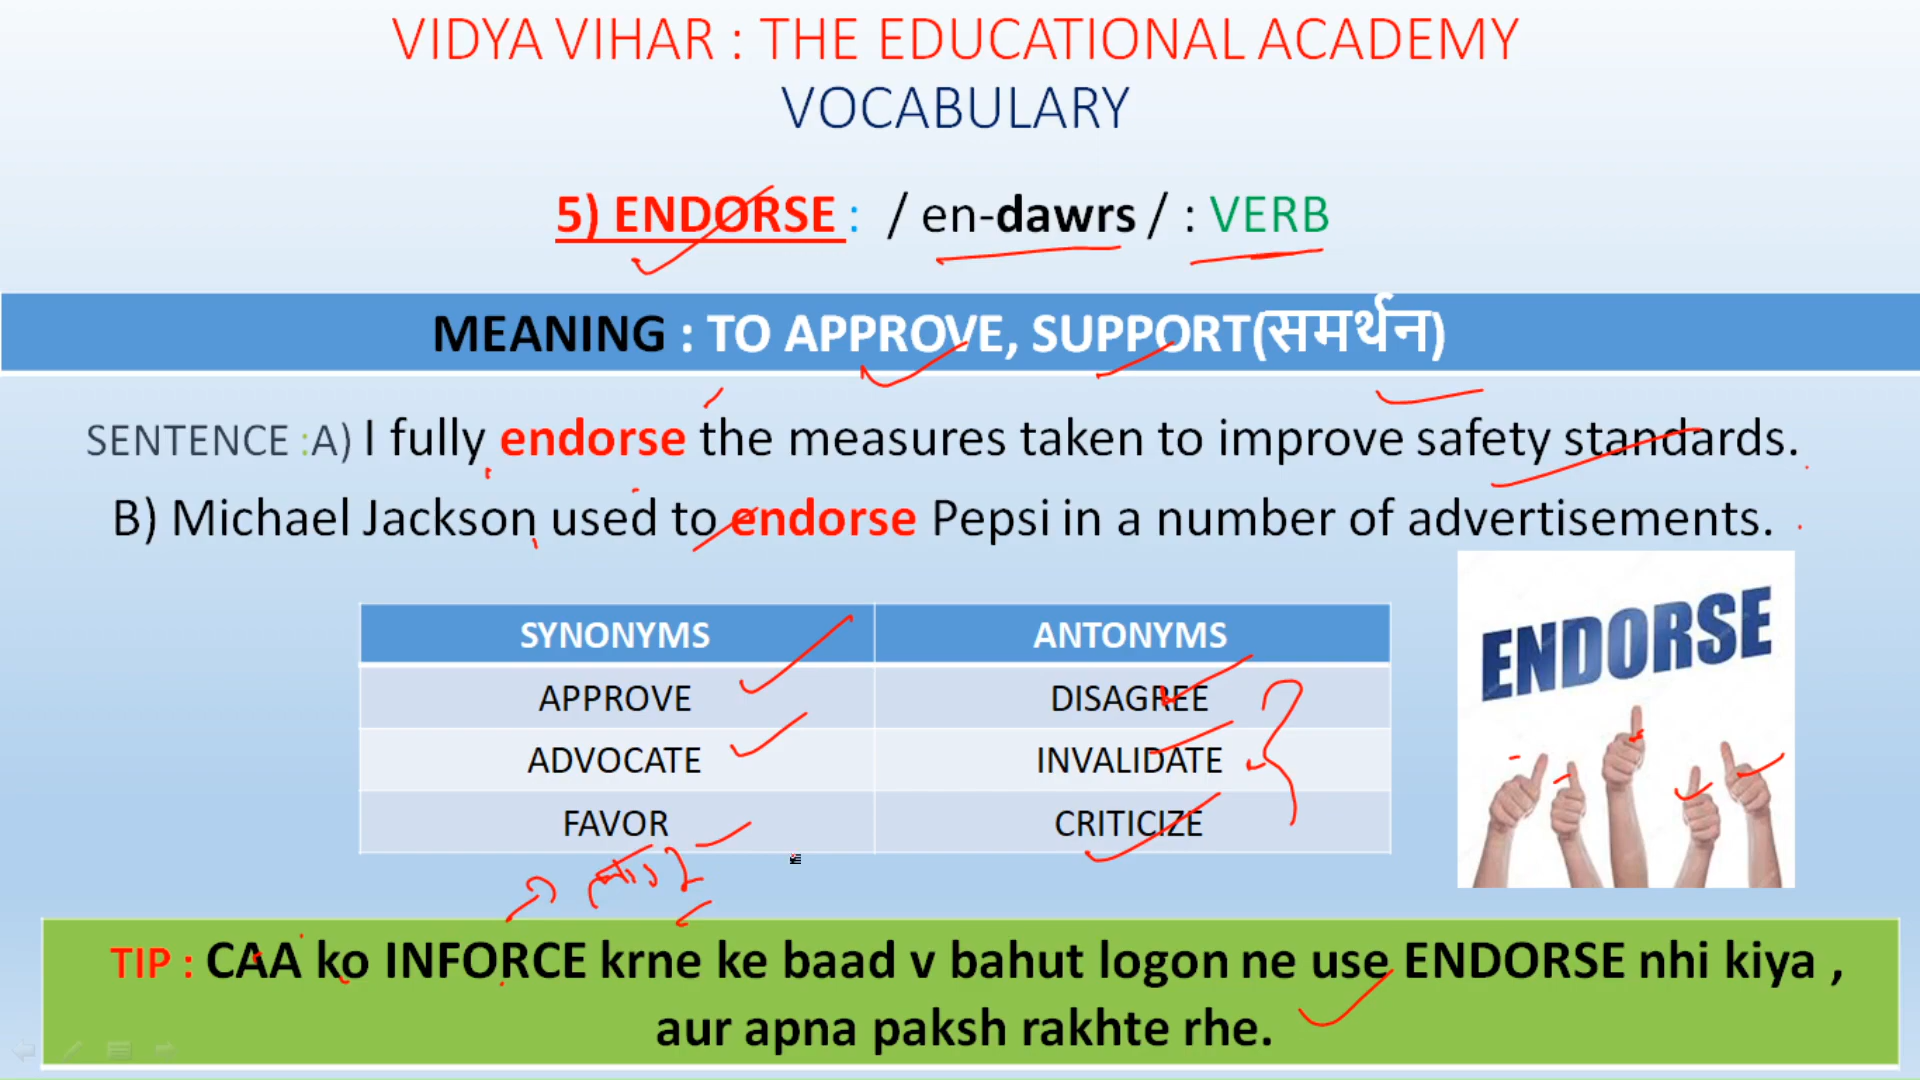 VIDYA VIHAR : THE EDUCATIONAL ACADEMY
VOCABULARY
5) ENDORSE : / en-dawrs / : VERB
MEANING : TO APPROVE, SUPPORT(समर्थन)
SENTENCE :A) I fully endorse the measures taken to improve safety standards.
B) Michael Jackson used to endorse Pepsi in a number of advertisements.
SYNONYMS ANTONYMS
APPROVE DISAGREE
ADVOCATE INVALIDATE
FAVOR CRITICIZE
ENDORSE
TIP : CAA ko INFORCE krne ke baad v bahut logon ne use ENDORSE nhi kiya ,
aur apna paksh rakhte rhe.